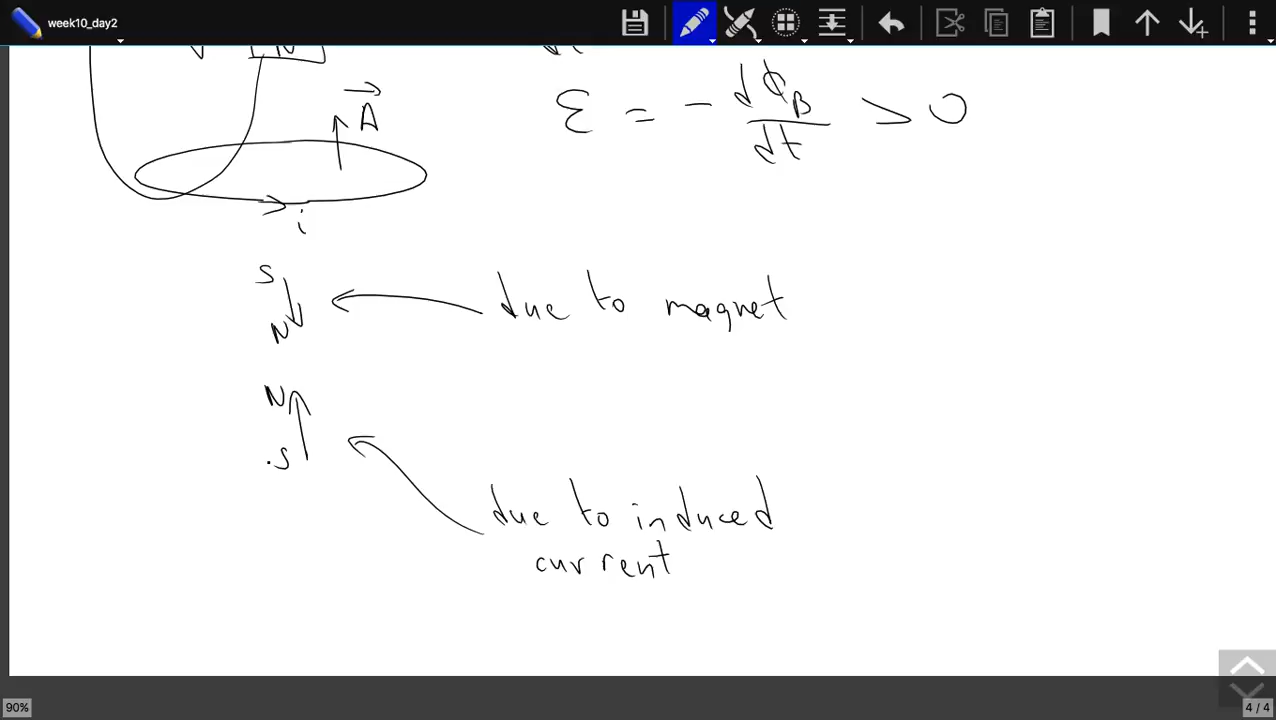 week10_day2
N
A
ε = - dϕB/dt > 0
i
S
N
due to magnet
N
S
due to induced
current
90%
4 / 4